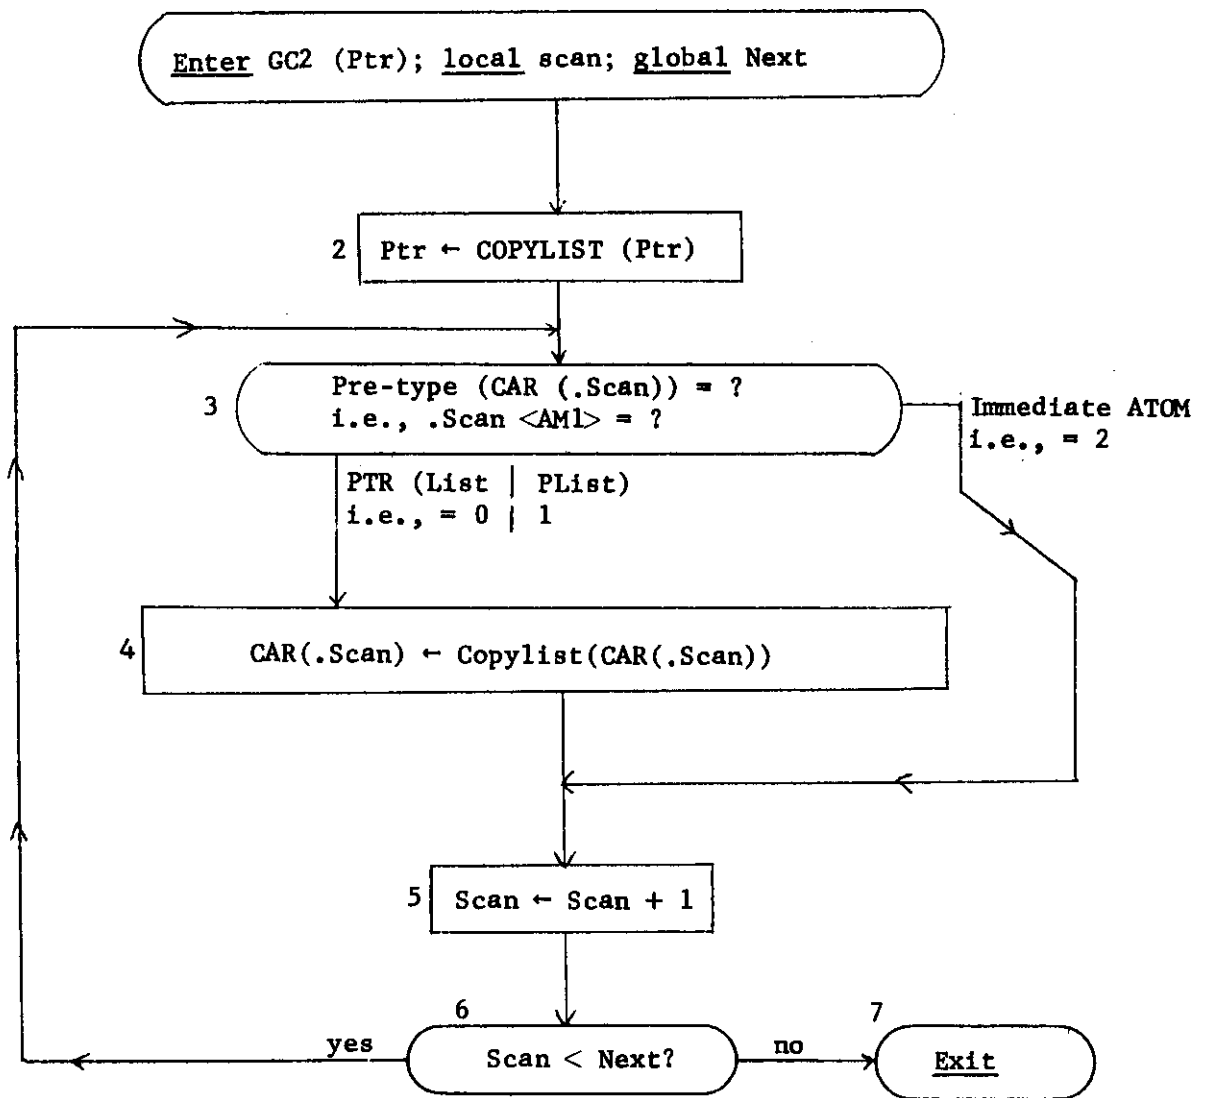 Enter GC2 (Ptr); local scan; global Next
2 Ptr ← COPYLIST (Ptr)
3 Pre-type (CAR (.Scan)) = ?
i.e., .Scan <AM1> = ?
Immediate ATOM
i.e., = 2
PTR (List | PList)
i.e., = 0 | 1
4 CAR(.Scan) ← Copylist(CAR(.Scan))
5 Scan ← Scan + 1
6
7
yes
Scan < Next?
no
Exit